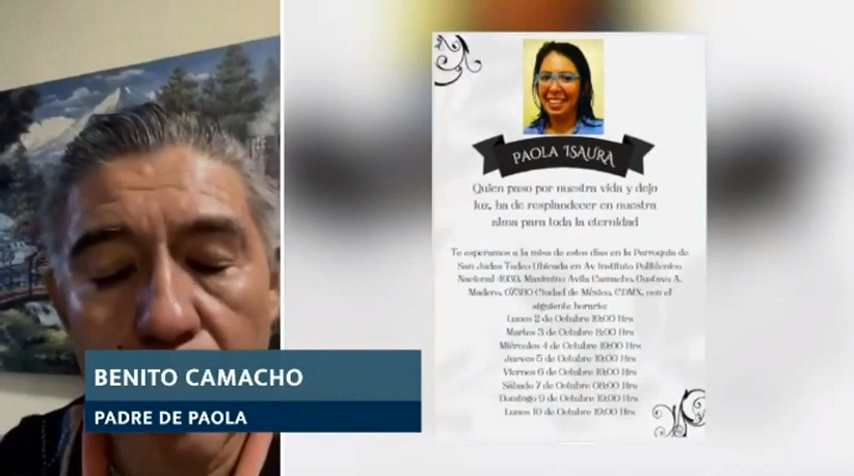 BENITO CAMACHO
PADRE DE PAOLA
PAOLA ISAURA
Quien paso por nuestra vida y dejo
luz, ha de resplandecer en nuestra
alma para toda la eternidad
Te esperamos a la misa de estos días en la Parroquia de
San Judas Tadeo Ubicada en Av Instituto Politécnico
Nacional 4630, Maximino Avila Camacho, Gustavo A.
Madero, 07380 Ciudad de México, CDMX, con el
siguiente horario:
Lunes 2 de Octubre 19:00 Hrs
Martes 3 de Octubre 8:00 Hrs
Miércoles 4 de Octubre 19:00 Hrs
Jueves 5 de Octubre 19:00 Hrs
Viernes 6 de Octubre 19:00 Hrs
Sábado 7 de Octubre 08:00 Hrs
Domingo 9 de Octubre 19:00 Hrs
Lunes 10 de Octubre 19:00 Hrs